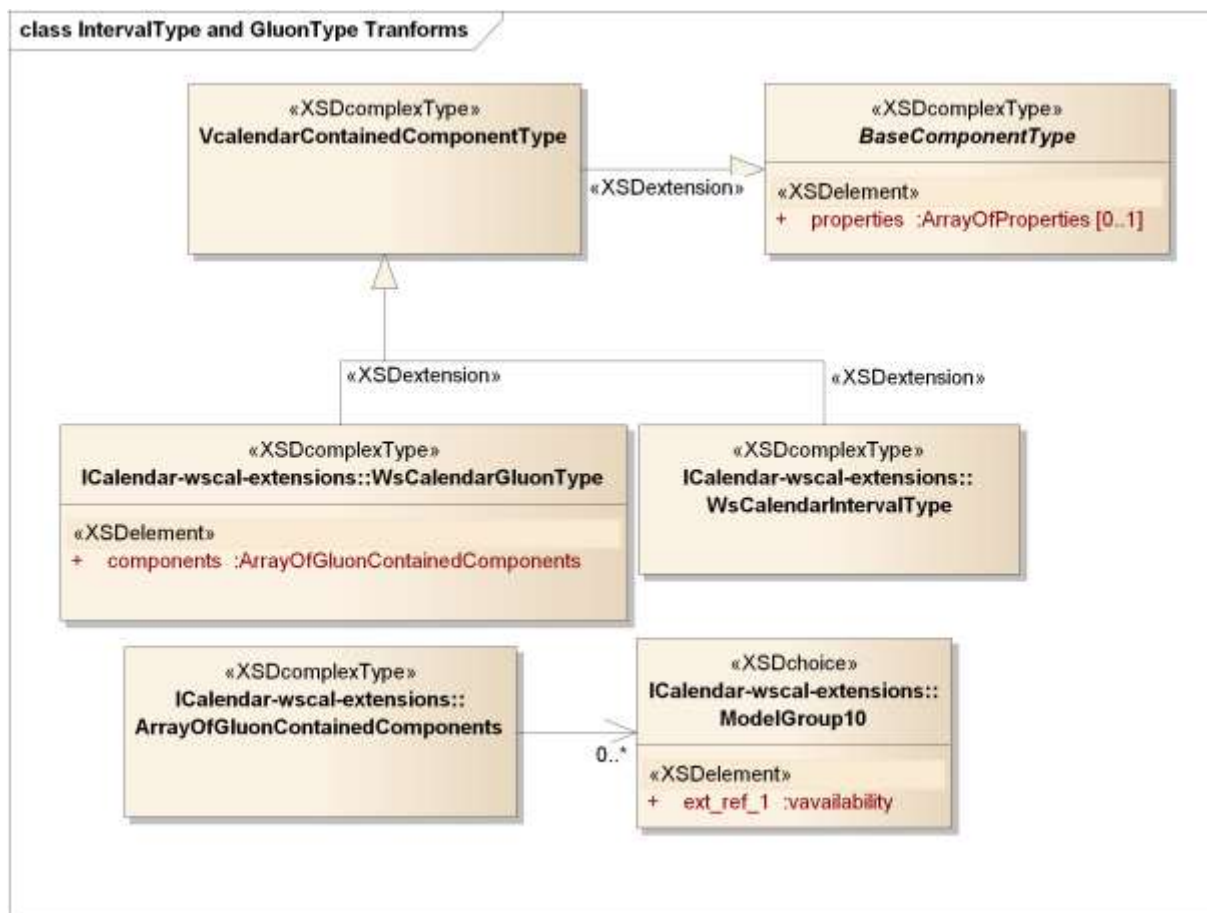 class IntervalType and GluonType Tranforms
«XSDcomplexType»
VcalendarContainedComponentType
«XSDcomplexType»
BaseComponentType
«XSDelement»
+ properties :ArrayOfProperties [0..1]
«XSDextension»
«XSDextension»
«XSDextension»
«XSDcomplexType»
ICalendar-wscal-extensions::WsCalendarGluonType
«XSDelement»
+ components :ArrayOfGluonContainedComponents
«XSDcomplexType»
ICalendar-wscal-extensions::
WsCalendarIntervalType
«XSDcomplexType»
ICalendar-wscal-extensions::
ArrayOfGluonContainedComponents
0..*
«XSDchoice»
ICalendar-wscal-extensions::
ModelGroup10
«XSDelement»
+ ext_ref_1 :vavailability